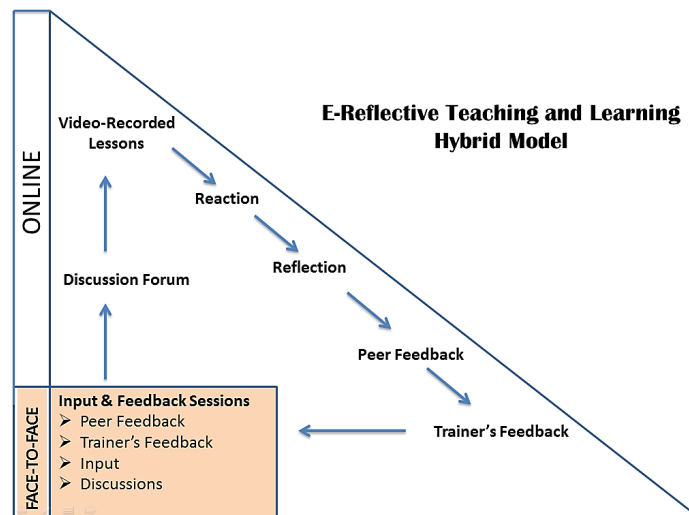 E-Reflective Teaching and Learning
Hybrid Model
ONLINE
Video-Recorded
Lessons
Reaction
Reflection
Discussion Forum
Peer Feedback
Trainer's Feedback
FACE-TO-FACE
Input & Feedback Sessions
Peer Feedback
Trainer's Feedback
Input
Discussions